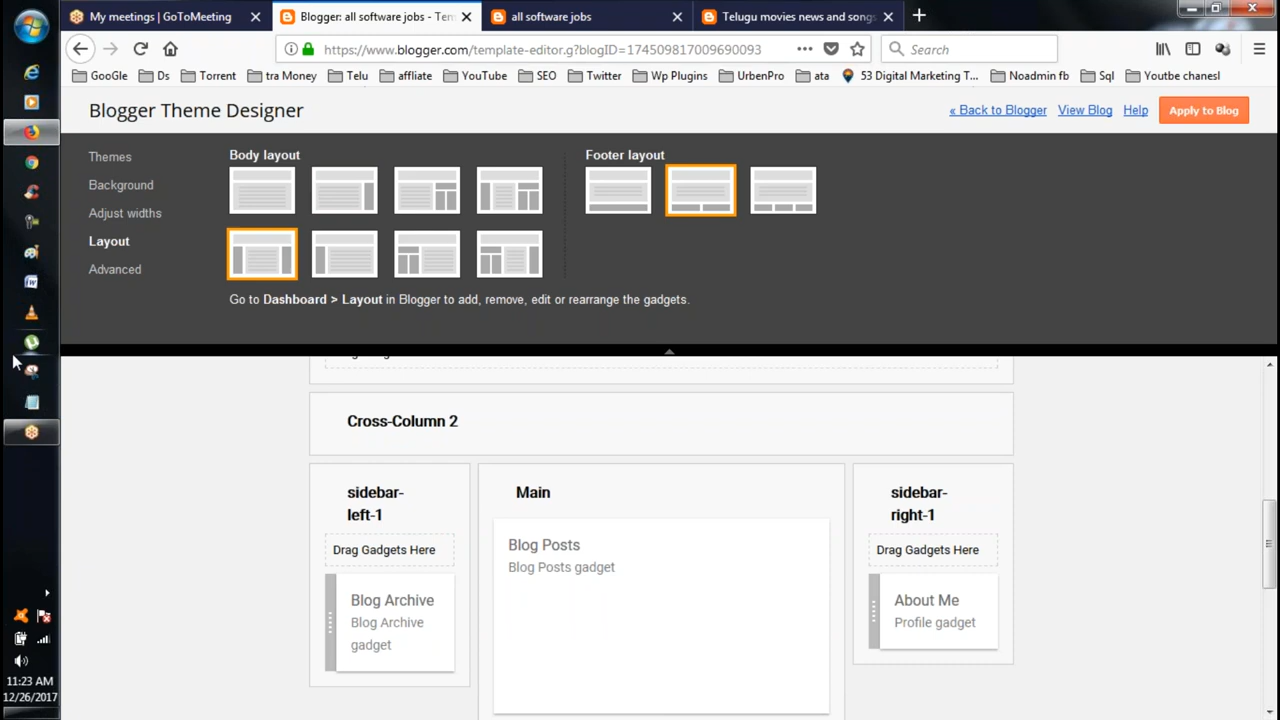 My meetings | GoToMeeting
Blogger: all software jobs - Tem
all software jobs
Telugu movies news and songs
https://www.blogger.com/template-editor.g?blogID=174509817009690093
Search
GooGle
Ds
Torrent
tra Money
Telu
affliate
YouTube
SEO
Twitter
Wp Plugins
UrbenPro
ata
53 Digital Marketing T...
Noadmin fb
Sql
Youtbe chanesl
Blogger Theme Designer
« Back to Blogger
View Blog
Help
Apply to Blog
Themes
Background
Adjust widths
Layout
Advanced
Body layout
Footer layout
Go to Dashboard > Layout in Blogger to add, remove, edit or rearrange the gadgets.
Cross-Column 2
sidebar-
left-1
Drag Gadgets Here
Blog Archive
Blog Archive
gadget
Main
Blog Posts
Blog Posts gadget
sidebar-
right-1
Drag Gadgets Here
About Me
Profile gadget
11:23 AM
12/26/2017